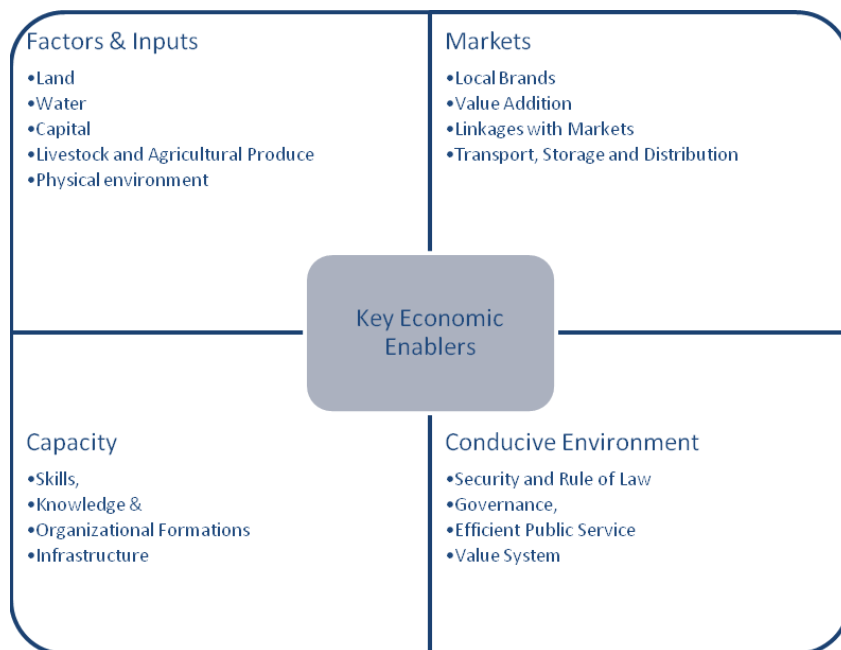 Factors & Inputs
•Land
•Water
•Capital
•Livestock and Agricultural Produce
•Physical environment
Markets
•Local Brands
•Value Addition
•Linkages with Markets
•Transport, Storage and Distribution
Key Economic
Enablers
Capacity
•Skills,
•Knowledge &
•Organizational Formations
•Infrastructure
Conducive Environment
•Security and Rule of Law
•Governance,
•Efficient Public Service
•Value System